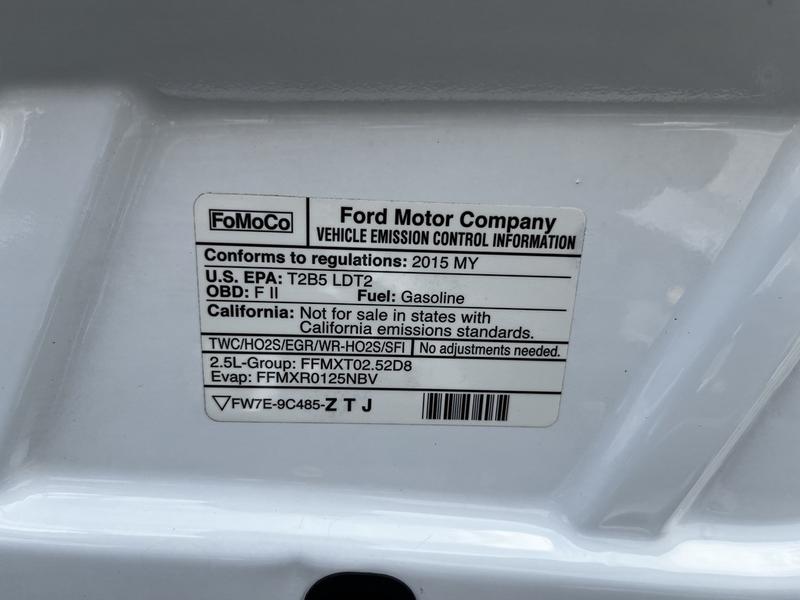 FoMoCo
Ford Motor Company
VEHICLE EMISSION CONTROL INFORMATION
Conforms to regulations: 2015 MY
U.S. EPA: T2B5 LDT2
OBD: F II Fuel: Gasoline
California: Not for sale in states with
California emissions standards.
TWC/HO2S/EGR/WR-HO2S/SFI No adjustments needed.
2.5L-Group: FFMXT02.52D8
Evap: FFMXR0125NBV
▽FW7E-9C485-Z T J